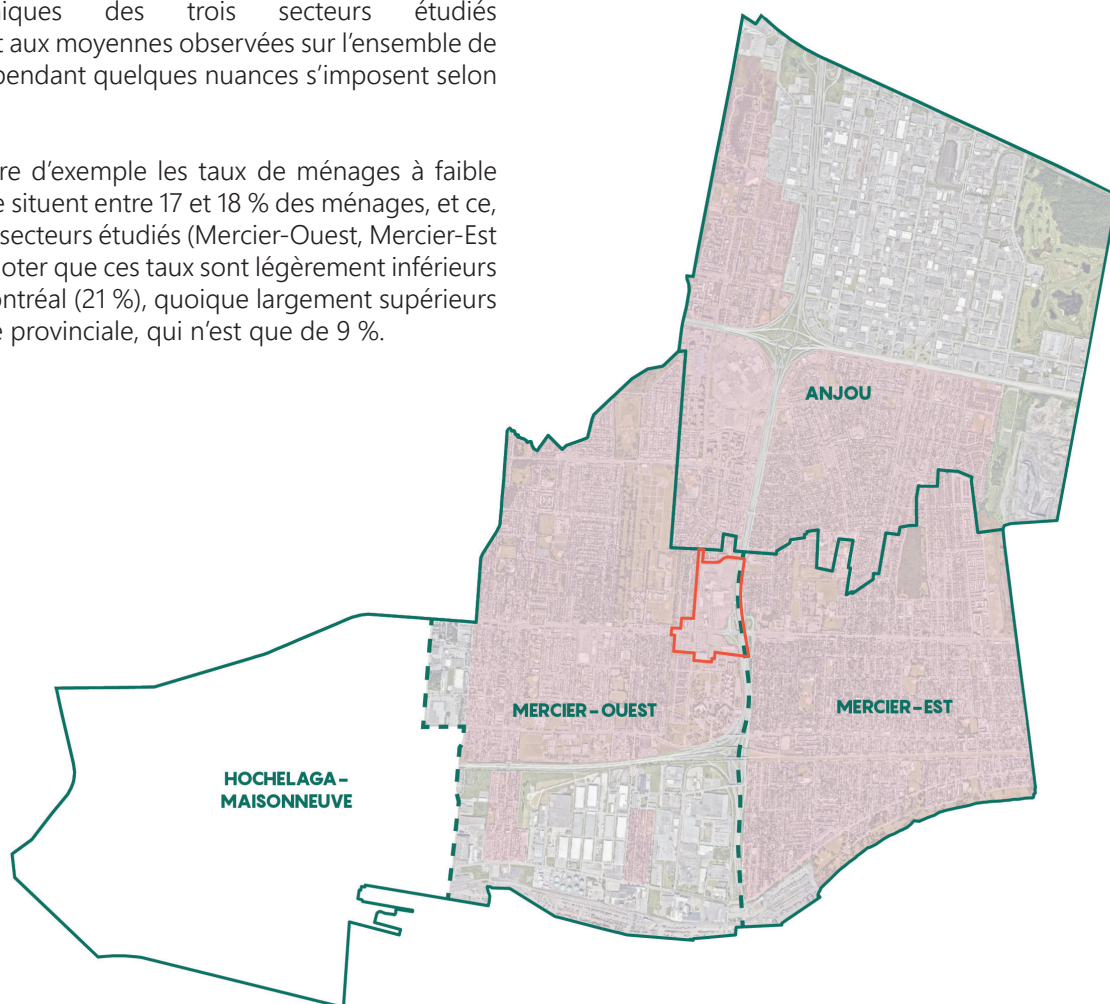 niques des trois secteurs étudiés
t aux moyennes observées sur l’ensemble de
pendant quelques nuances s’imposent selon
re d’exemple les taux de ménages à faible
e situent entre 17 et 18 % des ménages, et ce,
secteurs étudiés (Mercier-Ouest, Mercier-Est
oter que ces taux sont légèrement inférieurs
ontréal (21 %), quoique largement supérieurs
e provinciale, qui n’est que de 9 %.
ANJOU
MERCIER – OUEST
MERCIER – EST
HOCHELAGA –
MAISONNEUVE